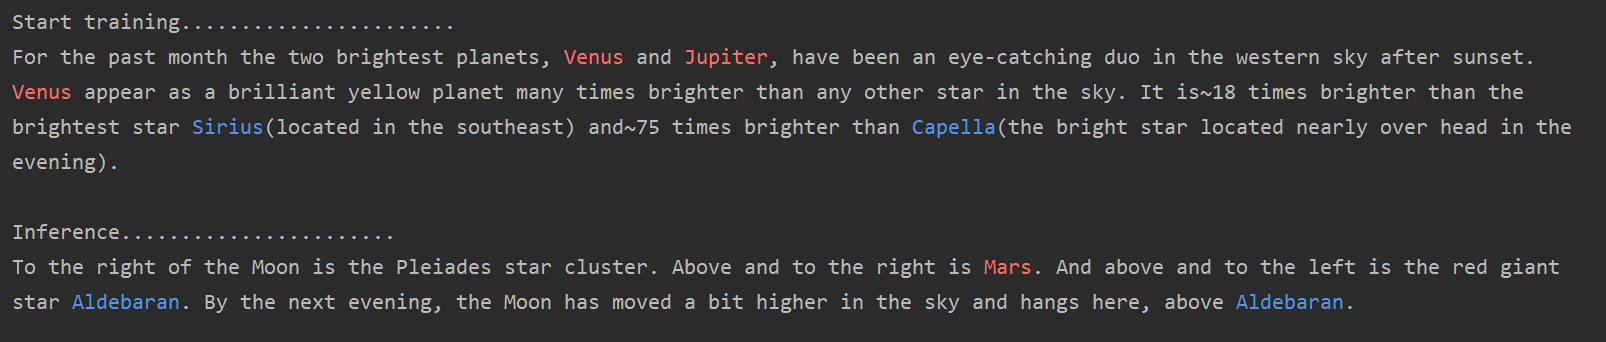 Start training.......................
For the past month the two brightest planets, Venus and Jupiter, have been an eye-catching duo in the western sky after sunset.
Venus appear as a brilliant yellow planet many times brighter than any other star in the sky. It is~18 times brighter than the
brightest star Sirius(located in the southeast) and~75 times brighter than Capella(the bright star located nearly over head in the
evening).
Inference.......................
To the right of the Moon is the Pleiades star cluster. Above and to the right is Mars. And above and to the left is the red giant
star Aldebaran. By the next evening, the Moon has moved a bit higher in the sky and hangs here, above Aldebaran.